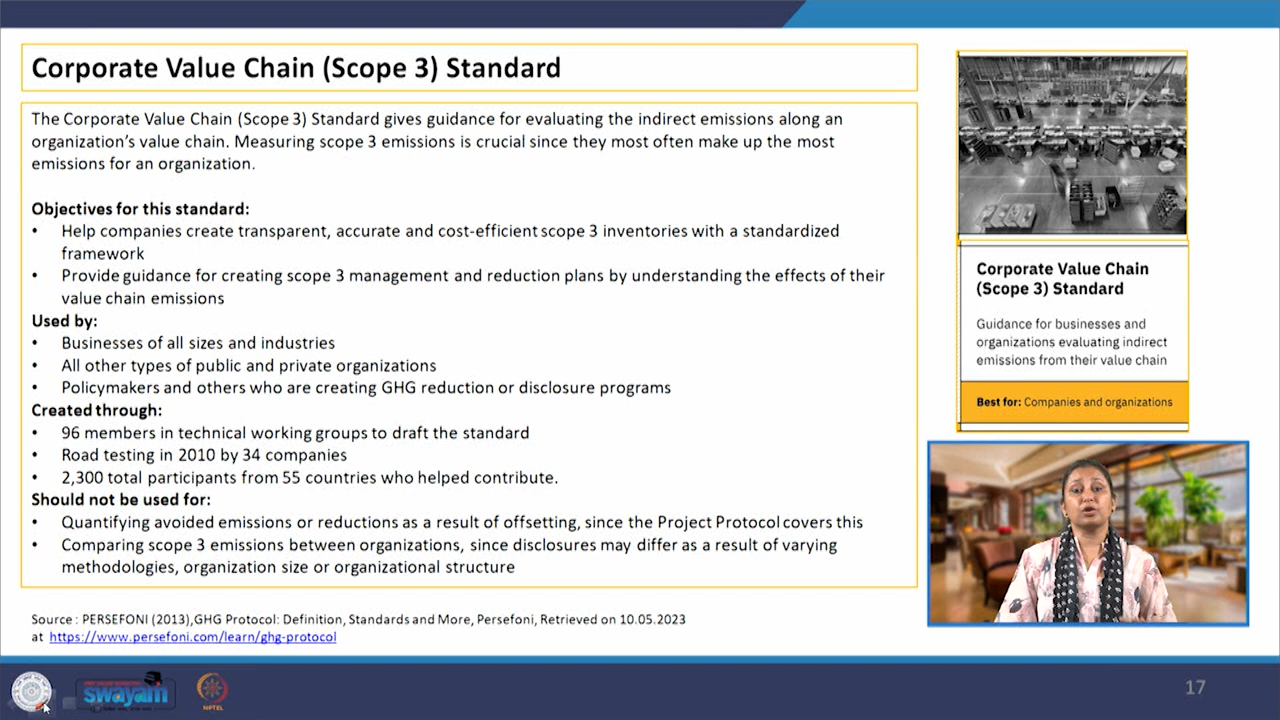 Corporate Value Chain (Scope 3) Standard
The Corporate Value Chain (Scope 3) Standard gives guidance for evaluating the indirect emissions along an
organization's value chain. Measuring scope 3 emissions is crucial since they most often make up the most
emissions for an organization.
Objectives for this standard:
• Help companies create transparent, accurate and cost-efficient scope 3 inventories with a standardized
framework
• Provide guidance for creating scope 3 management and reduction plans by understanding the effects of their
value chain emissions
Used by:
• Businesses of all sizes and industries
• All other types of public and private organizations
• Policymakers and others who are creating GHG reduction or disclosure programs
Created through:
• 96 members in technical working groups to draft the standard
• Road testing in 2010 by 34 companies
• 2,300 total participants from 55 countries who helped contribute.
Should not be used for:
• Quantifying avoided emissions or reductions as a result of offsetting, since the Project Protocol covers this
• Comparing scope 3 emissions between organizations, since disclosures may differ as a result of varying
methodologies, organization size or organizational structure
Source : PERSEFONI (2013),GHG Protocol: Definition, Standards and More, Persefoni, Retrieved on 10.05.2023
at https://www.persefoni.com/learn/ghg-protocol
Corporate Value Chain
(Scope 3) Standard
Guidance for businesses and
organizations evaluating indirect
emissions from their value chain
Best for: Companies and organizations
swayam
NPTEL
17